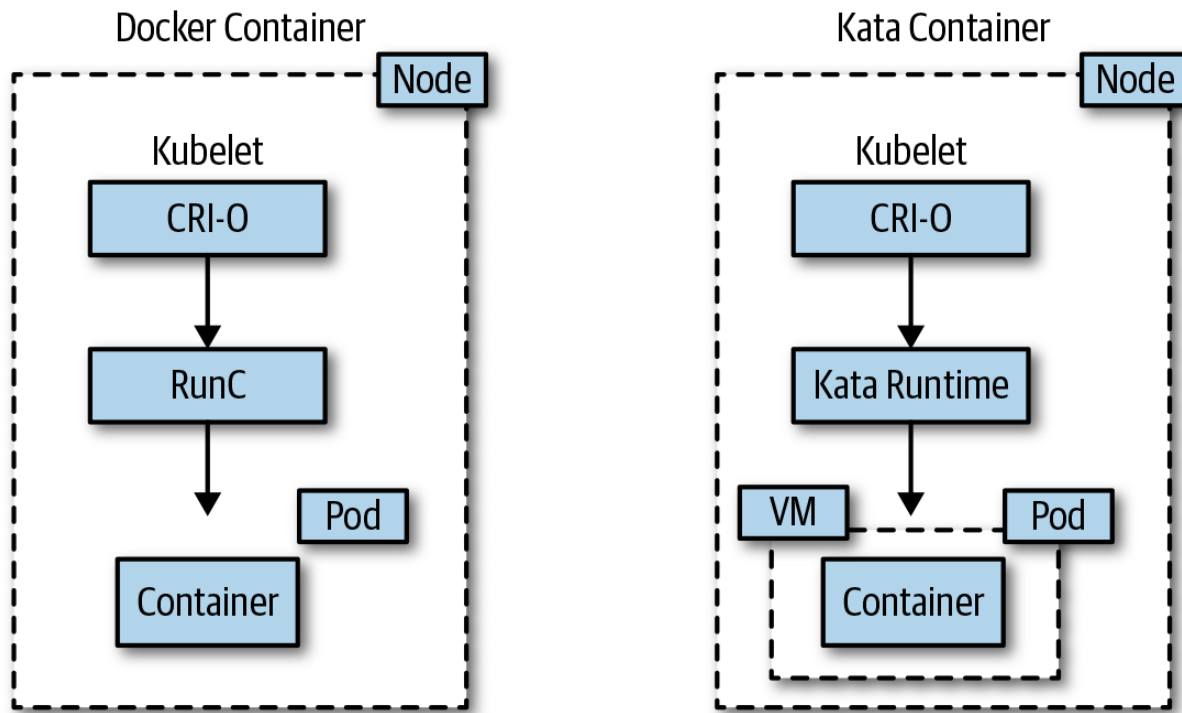 Docker Container
Node
Kubelet
CRI-O
RunC
Pod
Container
Kata Container
Node
Kubelet
CRI-O
Kata Runtime
VM
Pod
Container